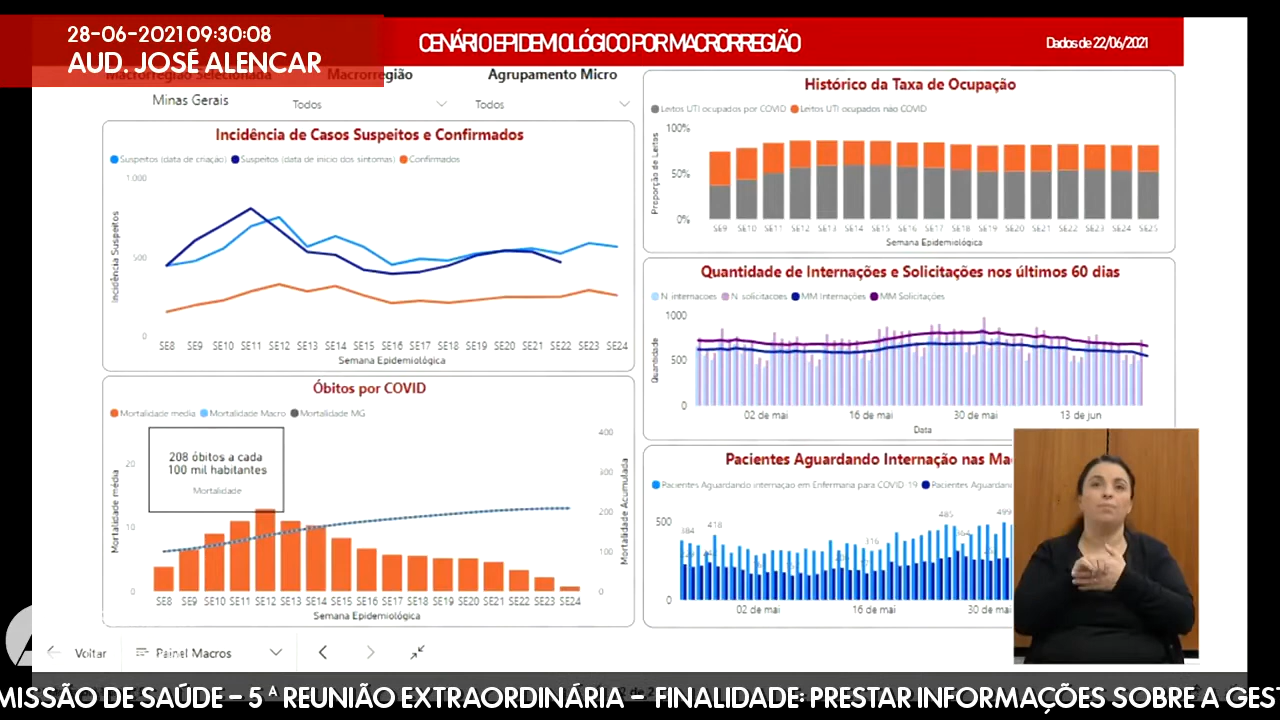 28-06-2021 09:30:08
AUD. JOSÉ ALENCAR
CENÁRIO EPIDEMIOLÓGICO POR MACRORREGIÃO
Dados de 22/06/2021
Macrorregião Selecionada
Minas Gerais
Macrorregião
Todos
Agrupamento Micro
Todos
Incidência de Casos Suspeitos e Confirmados
Suspeitos (data de criação) Suspeitos (data de início dos sintomas) Confirmados
Incidência Suspeitos
1.000
500
0
SE8 SE9 SE10 SE11 SE12 SE13 SE14 SE15 SE16 SE17 SE18 SE19 SE20 SE21 SE22 SE23 SE24
Semana Epidemiológica
Óbitos por COVID
Mortalidade média Mortalidade Macro Mortalidade MG
208 óbitos a cada
100 mil habitantes
Mortalidade
Mortalidade média
20
10
0
400
300
200
100
0
Mortalidade Acumulada
SE8 SE9 SE10 SE11 SE12 SE13 SE14 SE15 SE16 SE17 SE18 SE19 SE20 SE21 SE22 SE23 SE24
Semana Epidemiológica
Histórico da Taxa de Ocupação
Leitos UTI ocupados por COVID Leitos UTI ocupados não COVID
Proporção de Leitos
100%
50%
0%
SE9 SE10 SE11 SE12 SE13 SE14 SE15 SE16 SE17 SE18 SE19 SE20 SE21 SE22 SE23 SE24 SE25
Semana Epidemiológica
Quantidade de Internações e Solicitações nos últimos 60 dias
N_internacoes N_solicitacoes MM Internações MM Solicitações
Quantidade
1000
500
0
02 de mai 16 de mai 30 de mai 13 de jun
Data
Pacientes Aguardando Internação nas Ma
Pacientes Aguardando internação em Enfermaria para COVID-19 Pacientes Aguardan
500
0
384 418 316 485 499
02 de mai 16 de mai 30 de mai
Voltar
Painel Macros
MISSÃO DE SAÚDE - 5ª REUNIÃO EXTRAORDINÁRIA - FINALIDADE: PRESTAR INFORMAÇÕES SOBRE A GEST